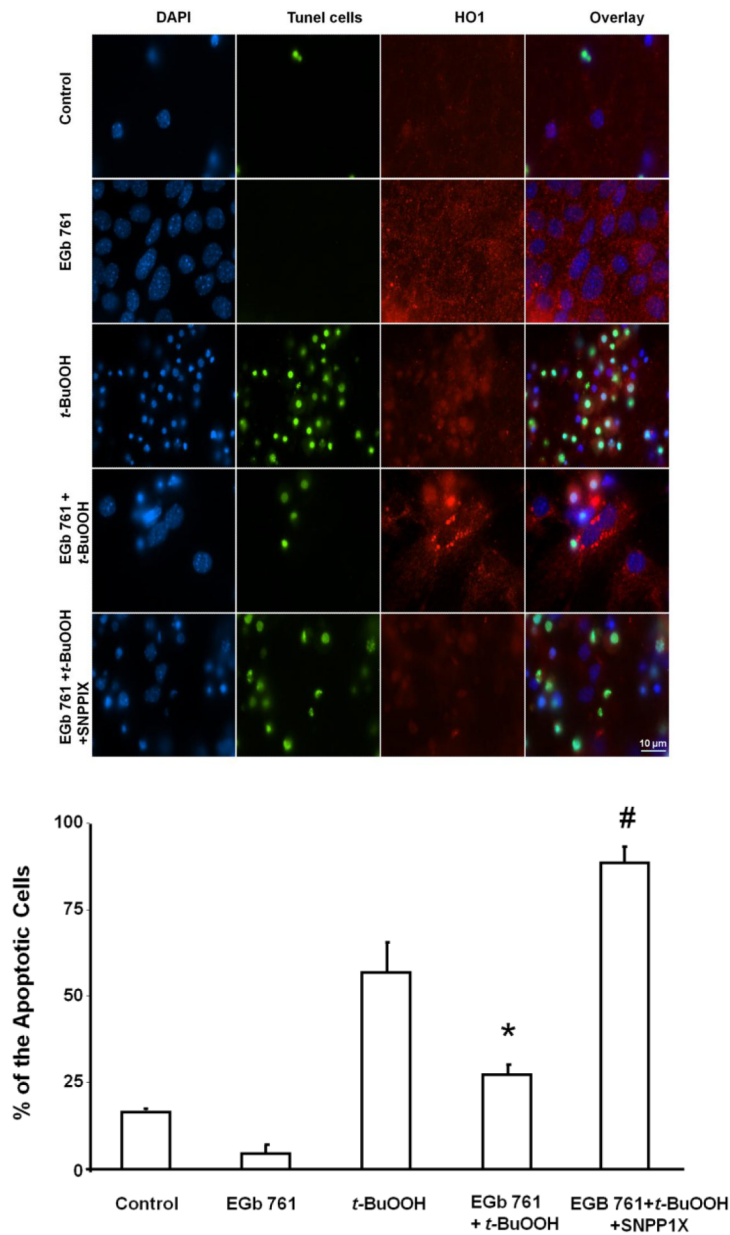 DAPI Tunel cells HO1 Overlay
Control
EGb 761
t-BuOOH
EGb 761 +
t-BuOOH
EGb 761 +t-BuOOH
+SNPPIX
10 µm
% of the Apoptotic Cells
100
75
50
25
0
*
#
Control EGb 761 t-BuOOH EGb 761 EGB 761+t-BuOOH
+ t-BuOOH +SNPP1X